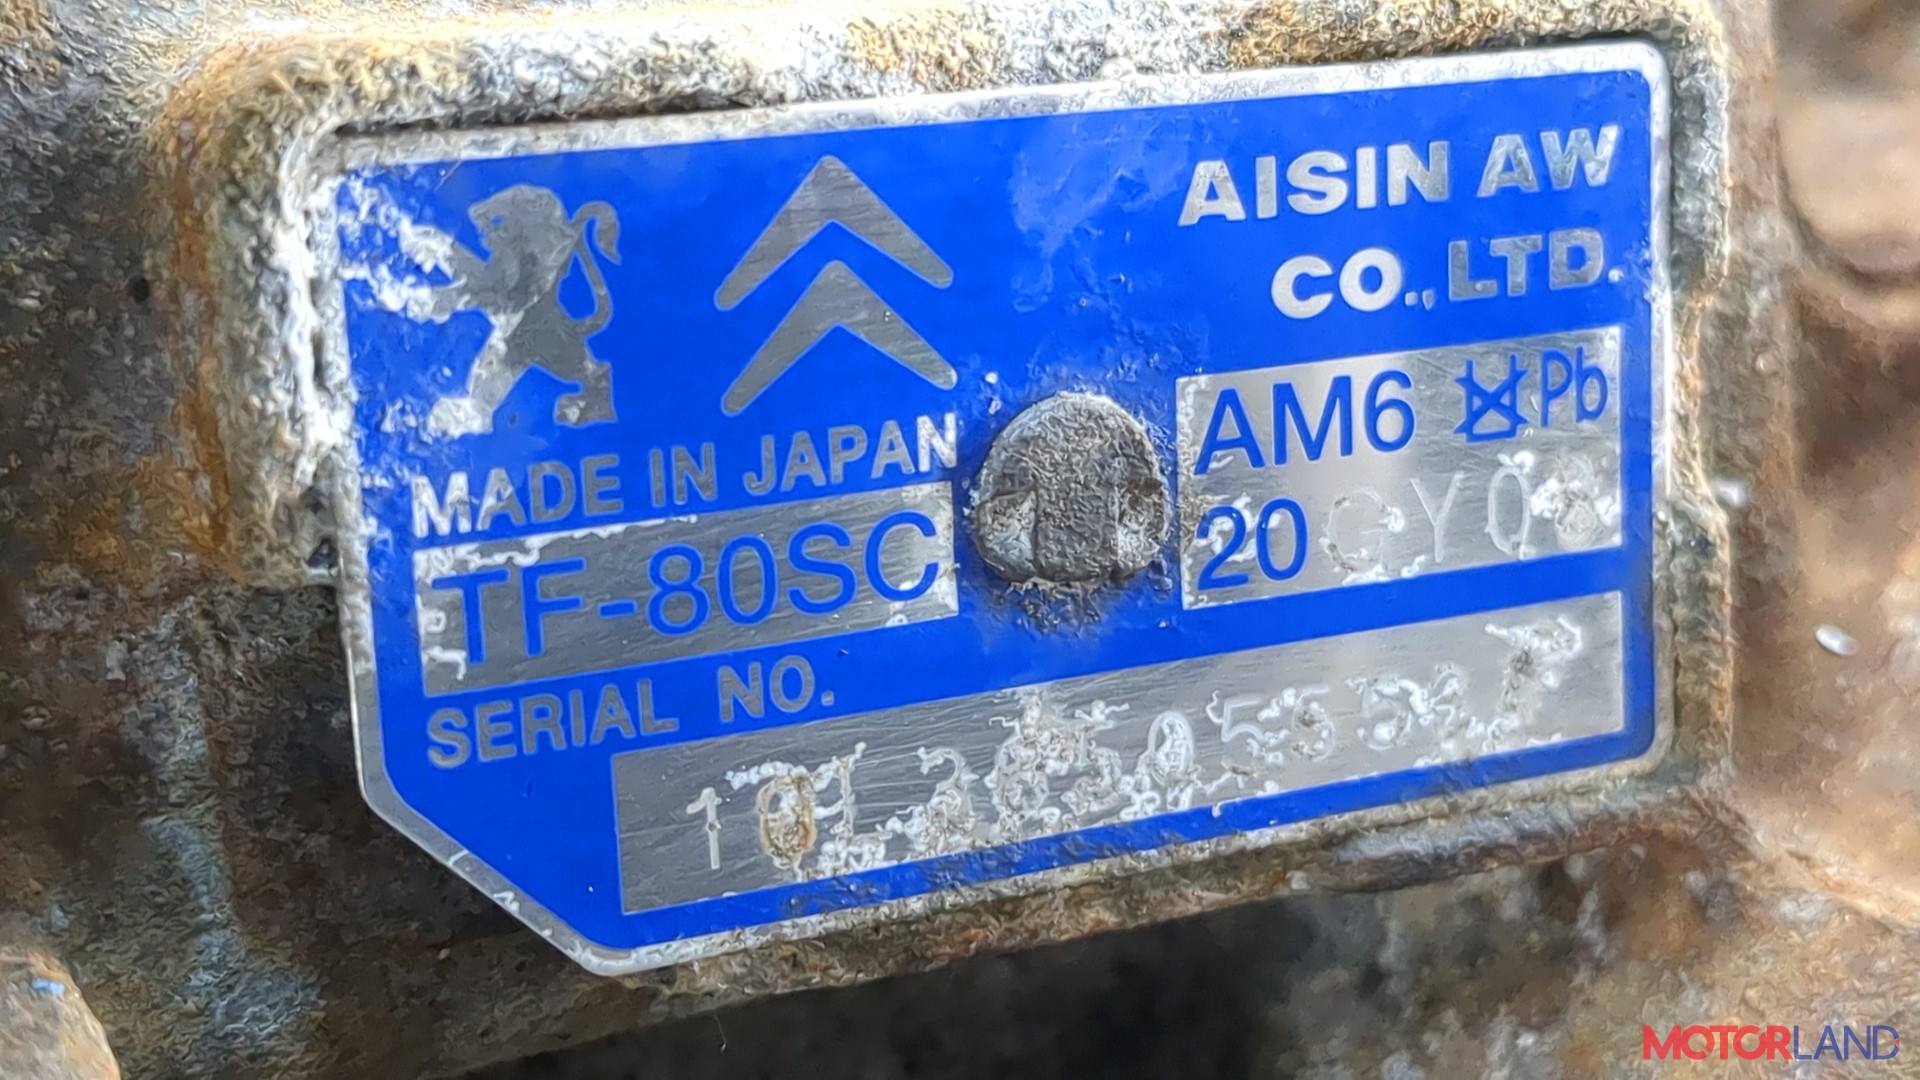 AISIN AW
CO.,LTD.
MADE IN JAPAN
TF-80SC
AM6 Pb
20
SERIAL NO.
MOTORLAND